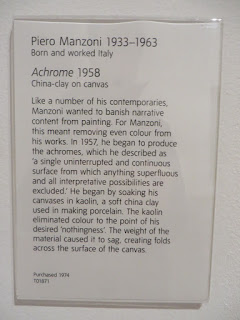 Piero Manzoni 1933–1963
Born and worked Italy
Achrome 1958
China-clay on canvas
Like a number of his contemporaries,
Manzoni wanted to banish narrative
content from painting. For Manzoni,
this meant removing even colour from
his works. In 1957, he began to produce
the achromes, which he described as
'a single uninterrupted and continuous
surface from which anything superfluous
and all interpretative possibilities are
excluded.' He began by soaking his
canvases in kaolin, a soft china clay
used in making porcelain. The kaolin
eliminated colour to the point of his
desired 'nothingness'. The weight of the
material caused it to sag, creating folds
across the surface of the canvas.
Purchased 1974
T01871